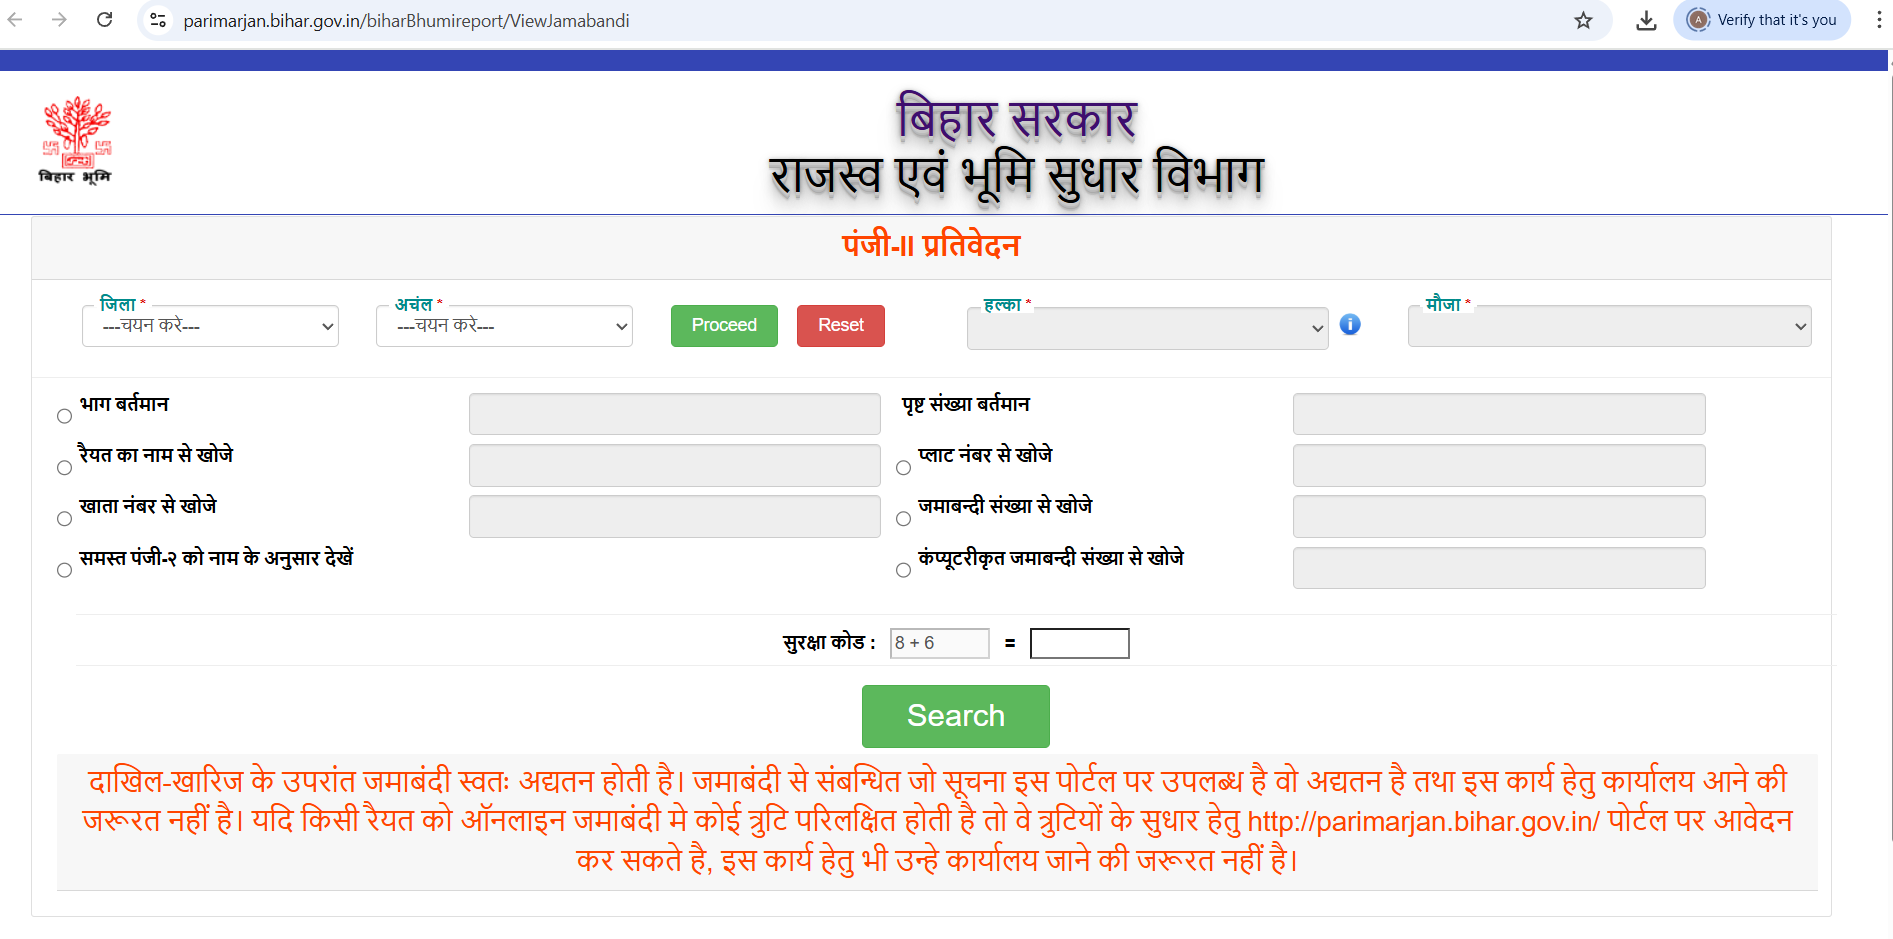 parimarjan.bihar.gov.in/biharBhumireport/ViewJamabandi
A
Verify that it's you
बिहार भूमि
बिहार सरकार
राजस्व एवं भूमि सुधार विभाग
पंजी-II प्रतिवेदन
जिला * अचंल * हल्का * मौजा *
---चयन करे--- ---चयन करे--- Proceed Reset i
भाग बर्तमान पृष्ट संख्या बर्तमान
रैयत का नाम से खोजे प्लाट नंबर से खोजे
खाता नंबर से खोजे जमाबन्दी संख्या से खोजे
समस्त पंजी-२ को नाम के अनुसार देखें कंप्यूटरीकृत जमाबन्दी संख्या से खोजे
सुरक्षा कोड : 8 + 6 =
Search
दाखिल-खारिज के उपरांत जमाबंदी स्वतः अद्यतन होती है। जमाबंदी से संबन्धित जो सूचना इस पोर्टल पर उपलब्ध है वो अद्यतन है तथा इस कार्य हेतु कार्यालय आने की
जरूरत नहीं है। यदि किसी रैयत को ऑनलाइन जमाबंदी मे कोई त्रुटि परिलक्षित होती है तो वे त्रुटियों के सुधार हेतु http://parimarjan.bihar.gov.in/ पोर्टल पर आवेदन
कर सकते है, इस कार्य हेतु भी उन्हे कार्यालय जाने की जरूरत नहीं है।